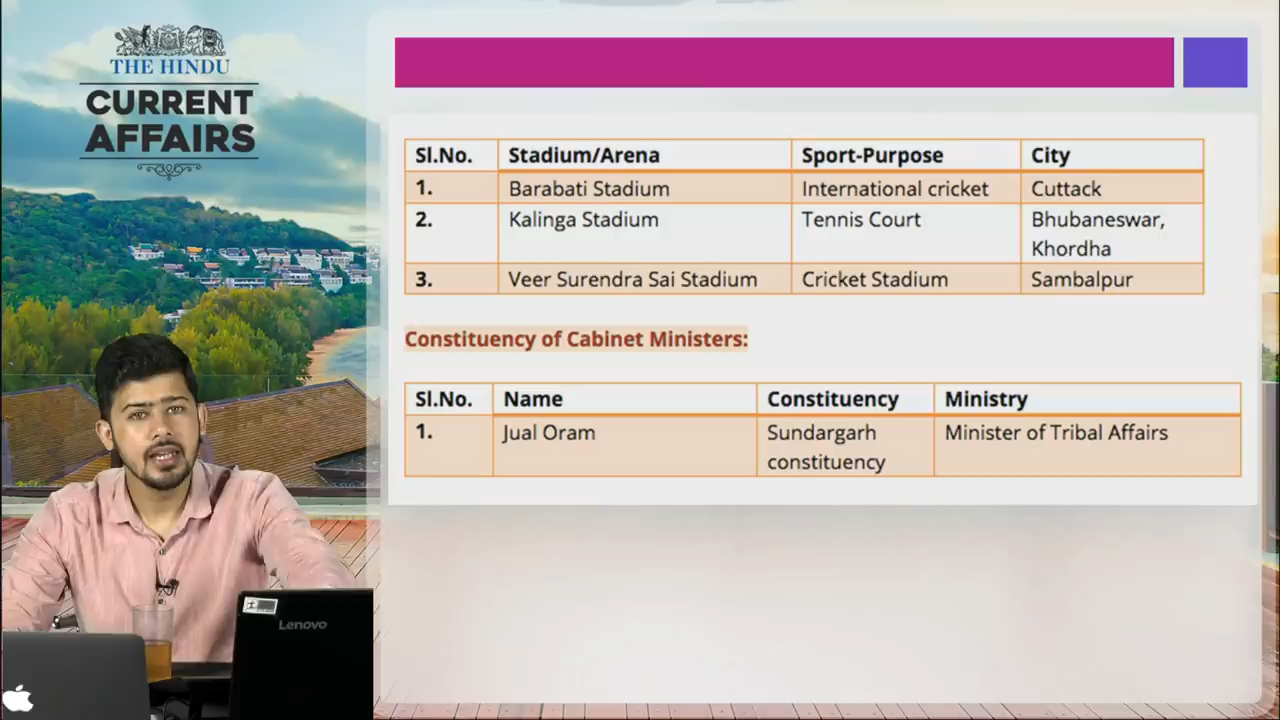 THE HINDU
CURRENT
AFFAIRS
Sl.No. Stadium/Arena Sport-Purpose City
1. Barabati Stadium International cricket Cuttack
2. Kalinga Stadium Tennis Court Bhubaneswar,
Khordha
3. Veer Surendra Sai Stadium Cricket Stadium Sambalpur
Constituency of Cabinet Ministers:
Sl.No. Name Constituency Ministry
1. Jual Oram Sundargarh Minister of Tribal Affairs
constituency
Lenovo